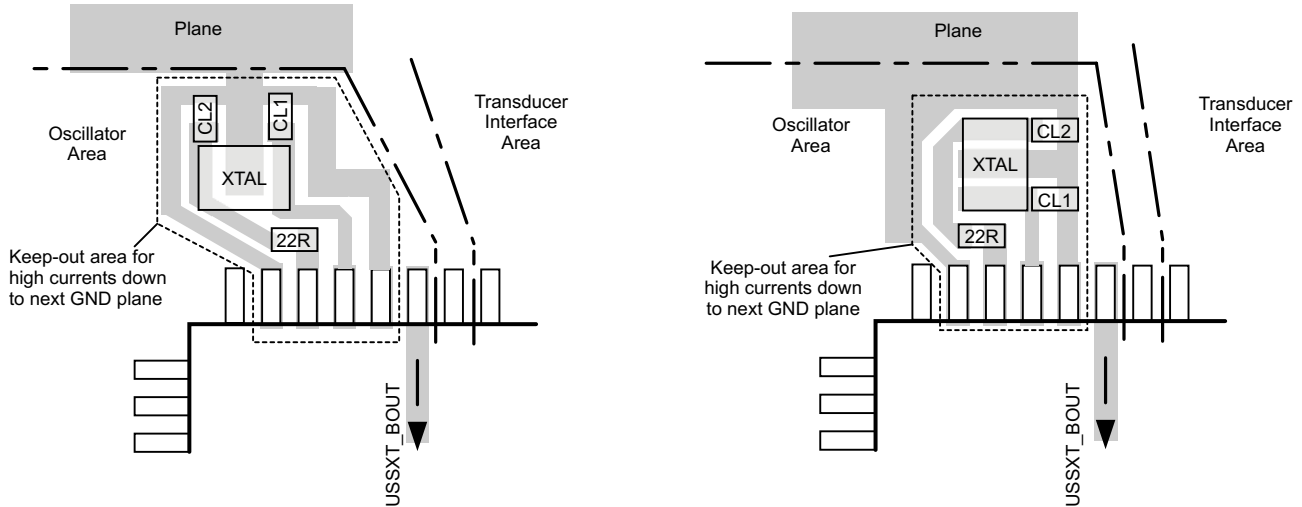 Plane
CL2
CL1
Transducer
Interface
Area
Oscillator
Area
XTAL
22R
Keep-out area for
high currents down
to next GND plane
USSXT_BOUT
Plane
Oscillator
Area
CL2
Transducer
Interface
Area
XTAL
CL1
22R
Keep-out area for
high currents down
to next GND plane
USSXT_BOUT